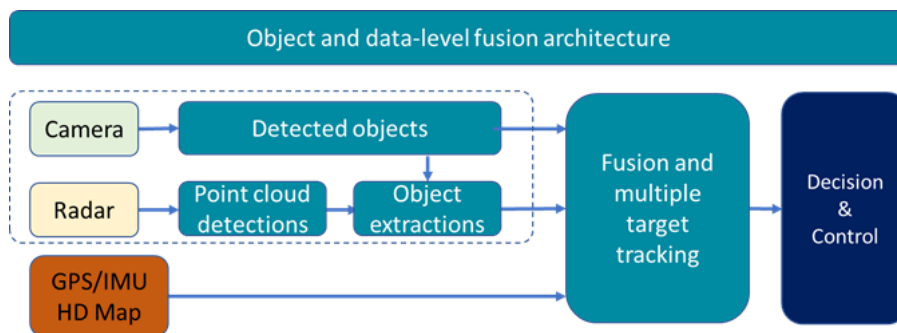 Object and data-level fusion architecture
Camera
Detected objects
Radar
Point cloud
detections
Object
extractions
GPS/IMU
HD Map
Fusion and
multiple
target
tracking
Decision
&
Control